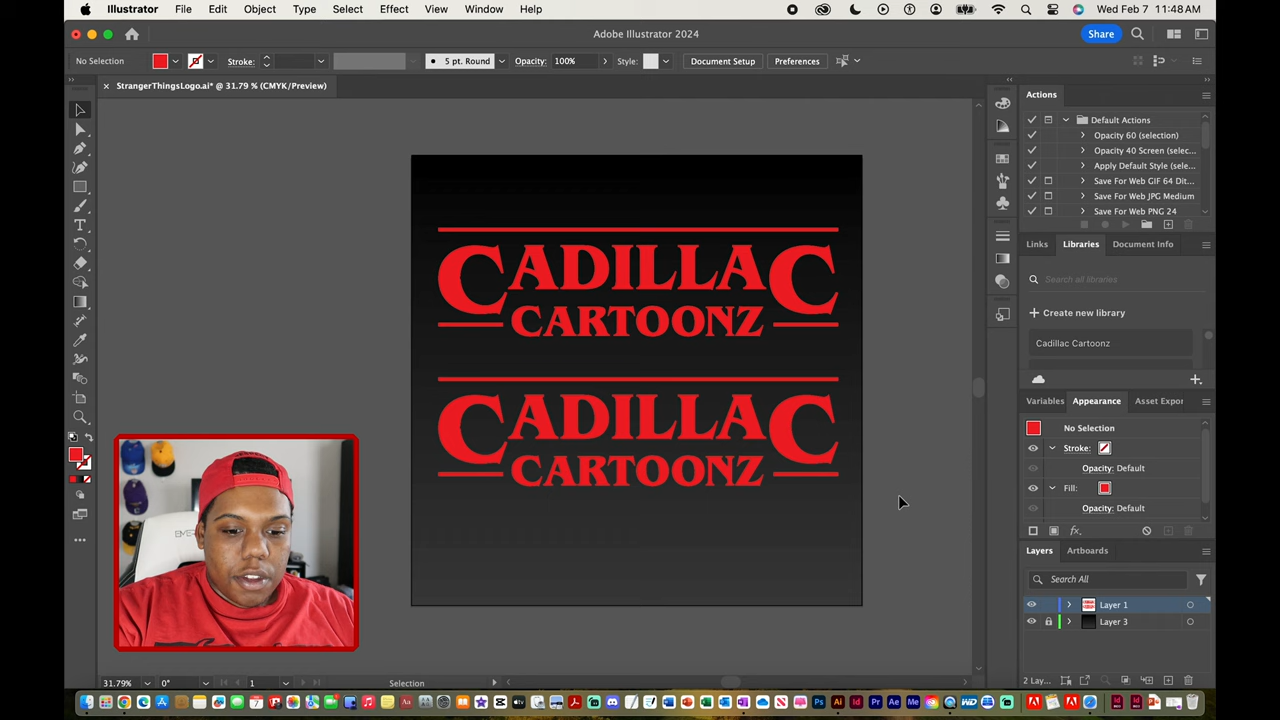 Illustrator File Edit Object Type Select Effect View Window Help
Wed Feb 7 11:48 AM
Adobe Illustrator 2024
Share
No Selection
Stroke:
5 pt. Round
Opacity: 100%
Style:
Document Setup
Preferences
StrangerThingsLogo.ai* @ 31.79 % (CMYK/Preview)
Actions
Default Actions
Opacity 60 (selection)
Opacity 40 Screen (selec...
Apply Default Style (sele...
Save For Web GIF 64 Dit...
Save For Web JPG Medium
Save For Web PNG 24
Links Libraries Document Info
Search all libraries
Create new library
Cadillac Cartoonz
CADILLAC
CARTOONZ
CADILLAC
CARTOONZ
Variables Appearance Asset Expor
No Selection
Stroke:
Opacity: Default
Fill:
Opacity: Default
fx.
Layers Artboards
Search All
Layer 1
Layer 3
2 Lay...
31.79% 0° 1 Selection